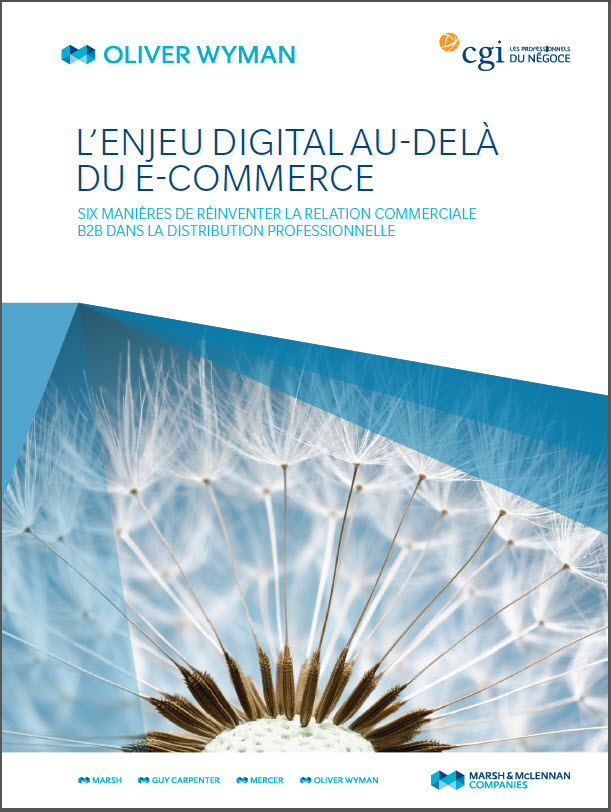 OLIVER WYMAN
cgi LES PROFESSIONNELS
DU NÉGOCE
L'ENJEU DIGITAL AU-DELÀ
DU E-COMMERCE
SIX MANIÈRES DE RÉINVENTER LA RELATION COMMERCIALE
B2B DANS LA DISTRIBUTION PROFESSIONNELLE
MARSH GUY CARPENTER MERCER OLIVER WYMAN
MARSH & McLENNAN
COMPANIES